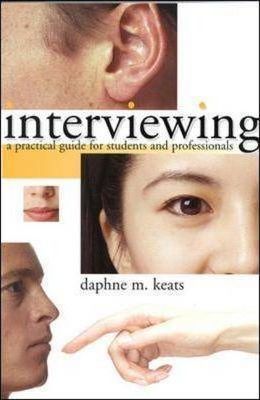 interviewing
a practical guide for students and professionals
daphne m. keats